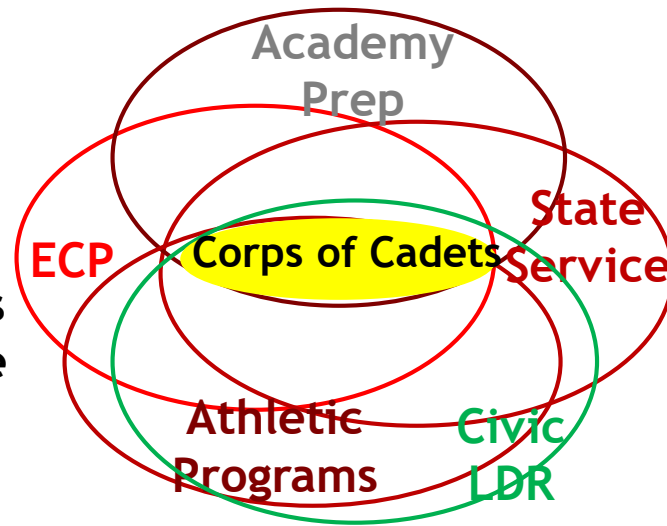 Academy
Prep
State
Service
ECP
Corps of Cadets
s
e
Athletic
Programs
Civic
LDR